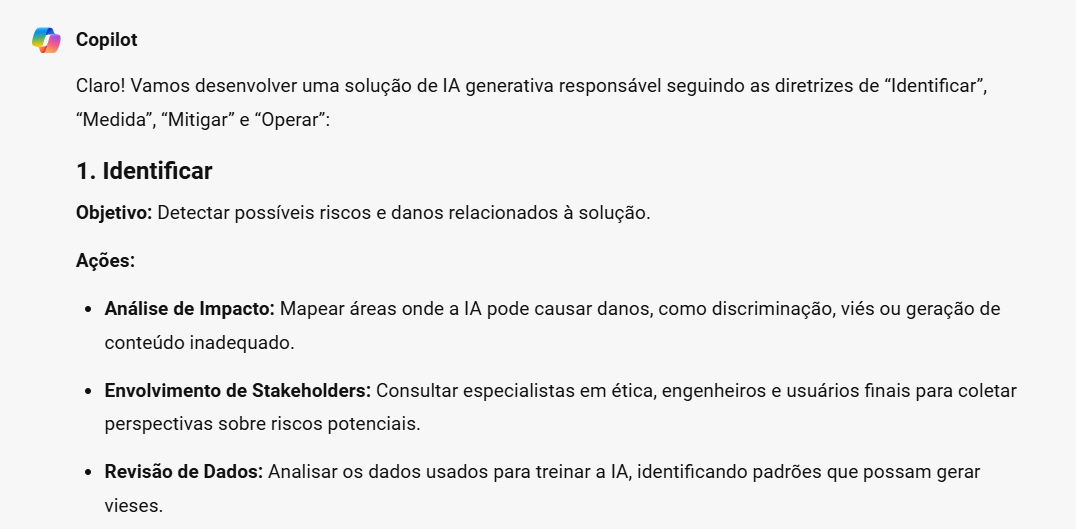 Copilot
Claro! Vamos desenvolver uma solução de IA generativa responsável seguindo as diretrizes de “Identificar”,
“Medida”, “Mitigar” e “Operar”:
1. Identificar
Objetivo: Detectar possíveis riscos e danos relacionados à solução.
Ações:
• Análise de Impacto: Mapear áreas onde a IA pode causar danos, como discriminação, viés ou geração de
conteúdo inadequado.
• Envolvimento de Stakeholders: Consultar especialistas em ética, engenheiros e usuários finais para coletar
perspectivas sobre riscos potenciais.
• Revisão de Dados: Analisar os dados usados para treinar a IA, identificando padrões que possam gerar
vieses.